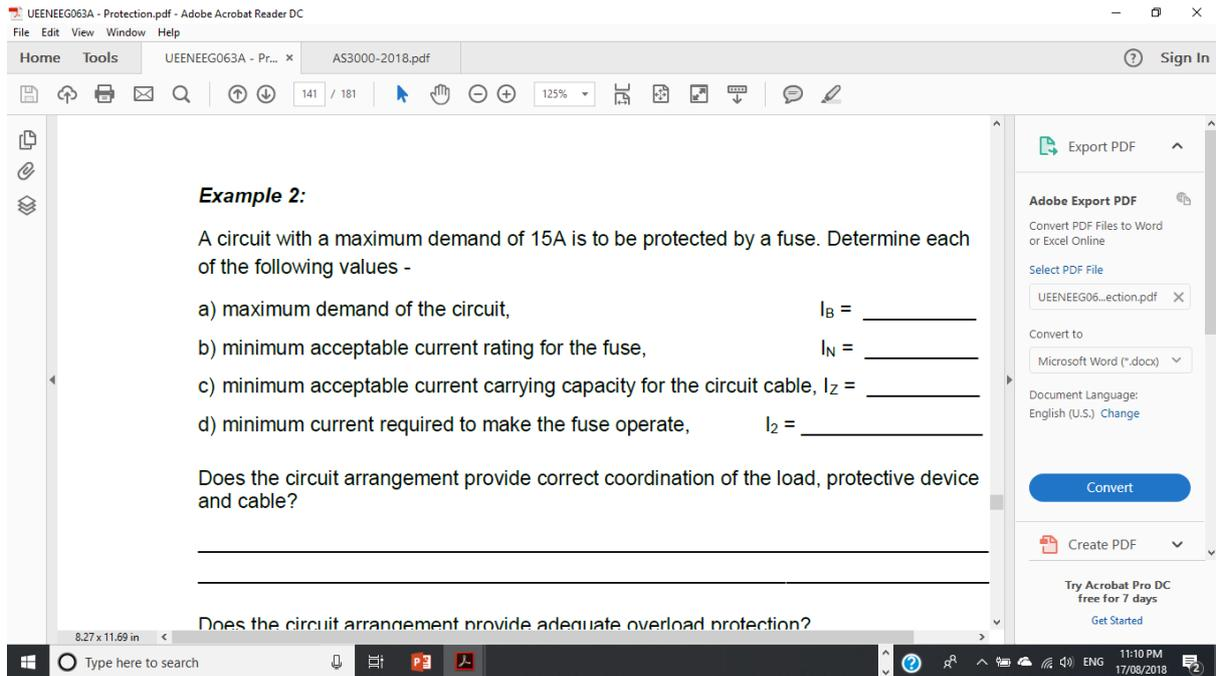 UEENEEG063A - Protection.pdf - Adobe Acrobat Reader DC
File Edit View Window Help
Home Tools UEENEEG063A - Pr... × AS3000-2018.pdf ? Sign In
141 / 181 125%
Example 2:
A circuit with a maximum demand of 15A is to be protected by a fuse. Determine each
of the following values -
a) maximum demand of the circuit, IB = __________
b) minimum acceptable current rating for the fuse, IN = __________
c) minimum acceptable current carrying capacity for the circuit cable, IZ = __________
d) minimum current required to make the fuse operate, I2 = ________________
Does the circuit arrangement provide correct coordination of the load, protective device
and cable?
Does the circuit arrangement provide adequate overload protection?
8.27 x 11.69 in
Export PDF
Adobe Export PDF
Convert PDF Files to Word
or Excel Online
Select PDF File
UEENEEG06...ection.pdf ×
Convert to
Microsoft Word (*.docx)
Document Language:
English (U.S.) Change
Convert
Create PDF
Try Acrobat Pro DC
free for 7 days
Get Started
Type here to search
ENG
11:10 PM
17/08/2018
2